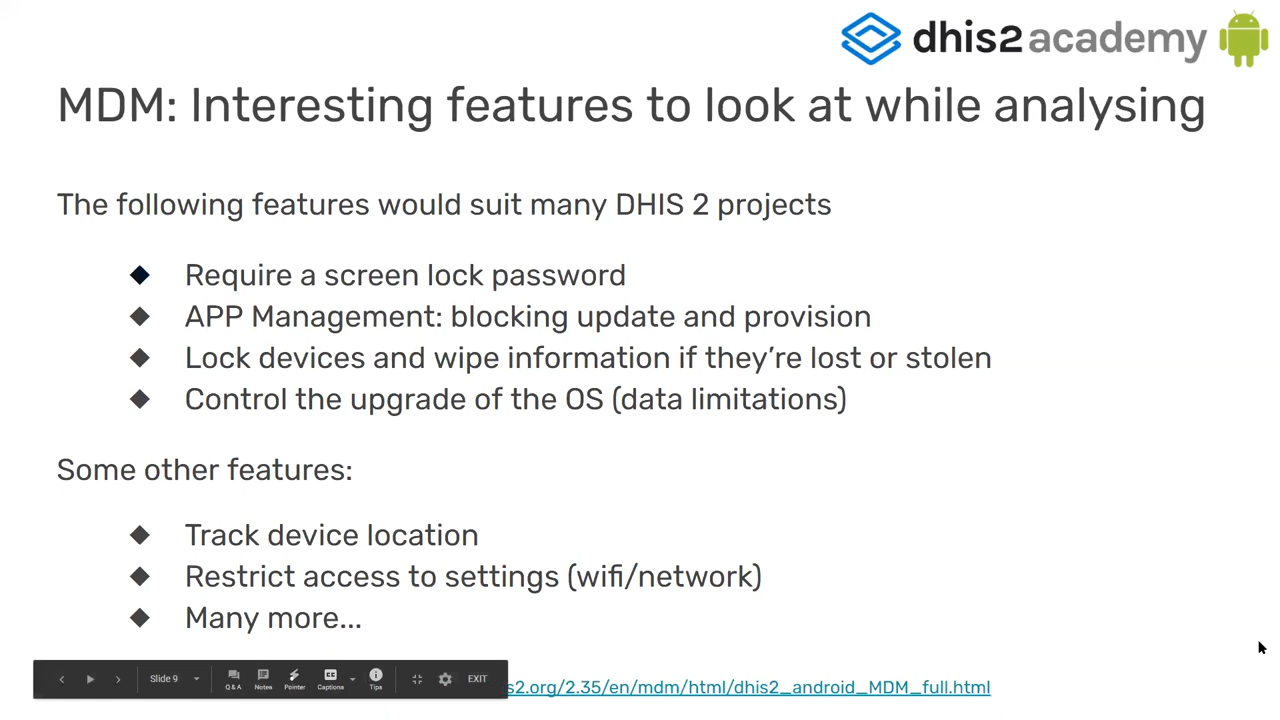 dhis2 academy
MDM: Interesting features to look at while analysing
The following features would suit many DHIS 2 projects
◆ Require a screen lock password
◆ APP Management: blocking update and provision
◆ Lock devices and wipe information if they’re lost or stolen
◆ Control the upgrade of the OS (data limitations)
Some other features:
◆ Track device location
◆ Restrict access to settings (wifi/network)
◆ Many more...
Slide 9 Q&A Notes Pointer CC Captions Tips EXIT
s2.org/2.35/en/mdm/html/dhis2_android_MDM_full.html